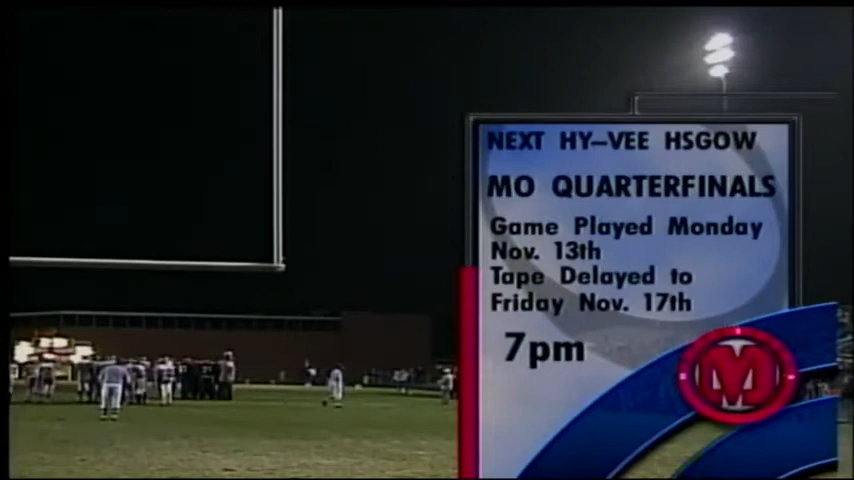 NEXT HY-VEE HSGOW
MO QUARTERFINALS
Game Played Monday
Nov. 13th
Tape Delayed to
Friday Nov. 17th
7pm
M